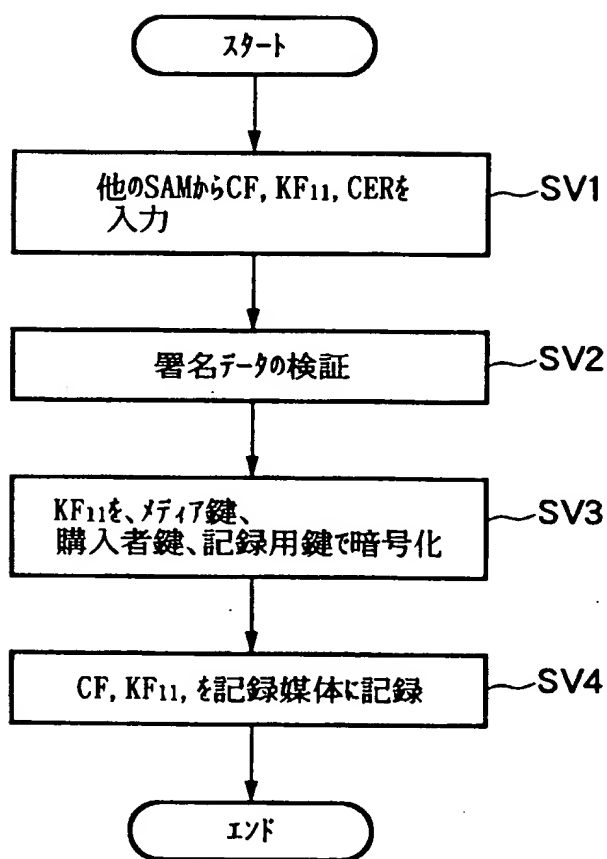 スタート
他のSAMからCF, KF₁₁, CERを
入力
SV1
署名データの検証
SV2
KF₁₁を、メディア鍵、
購入者鍵、記録用鍵で暗号化
SV3
CF, KF₁₁, を記録媒体に記録
SV4
エンド